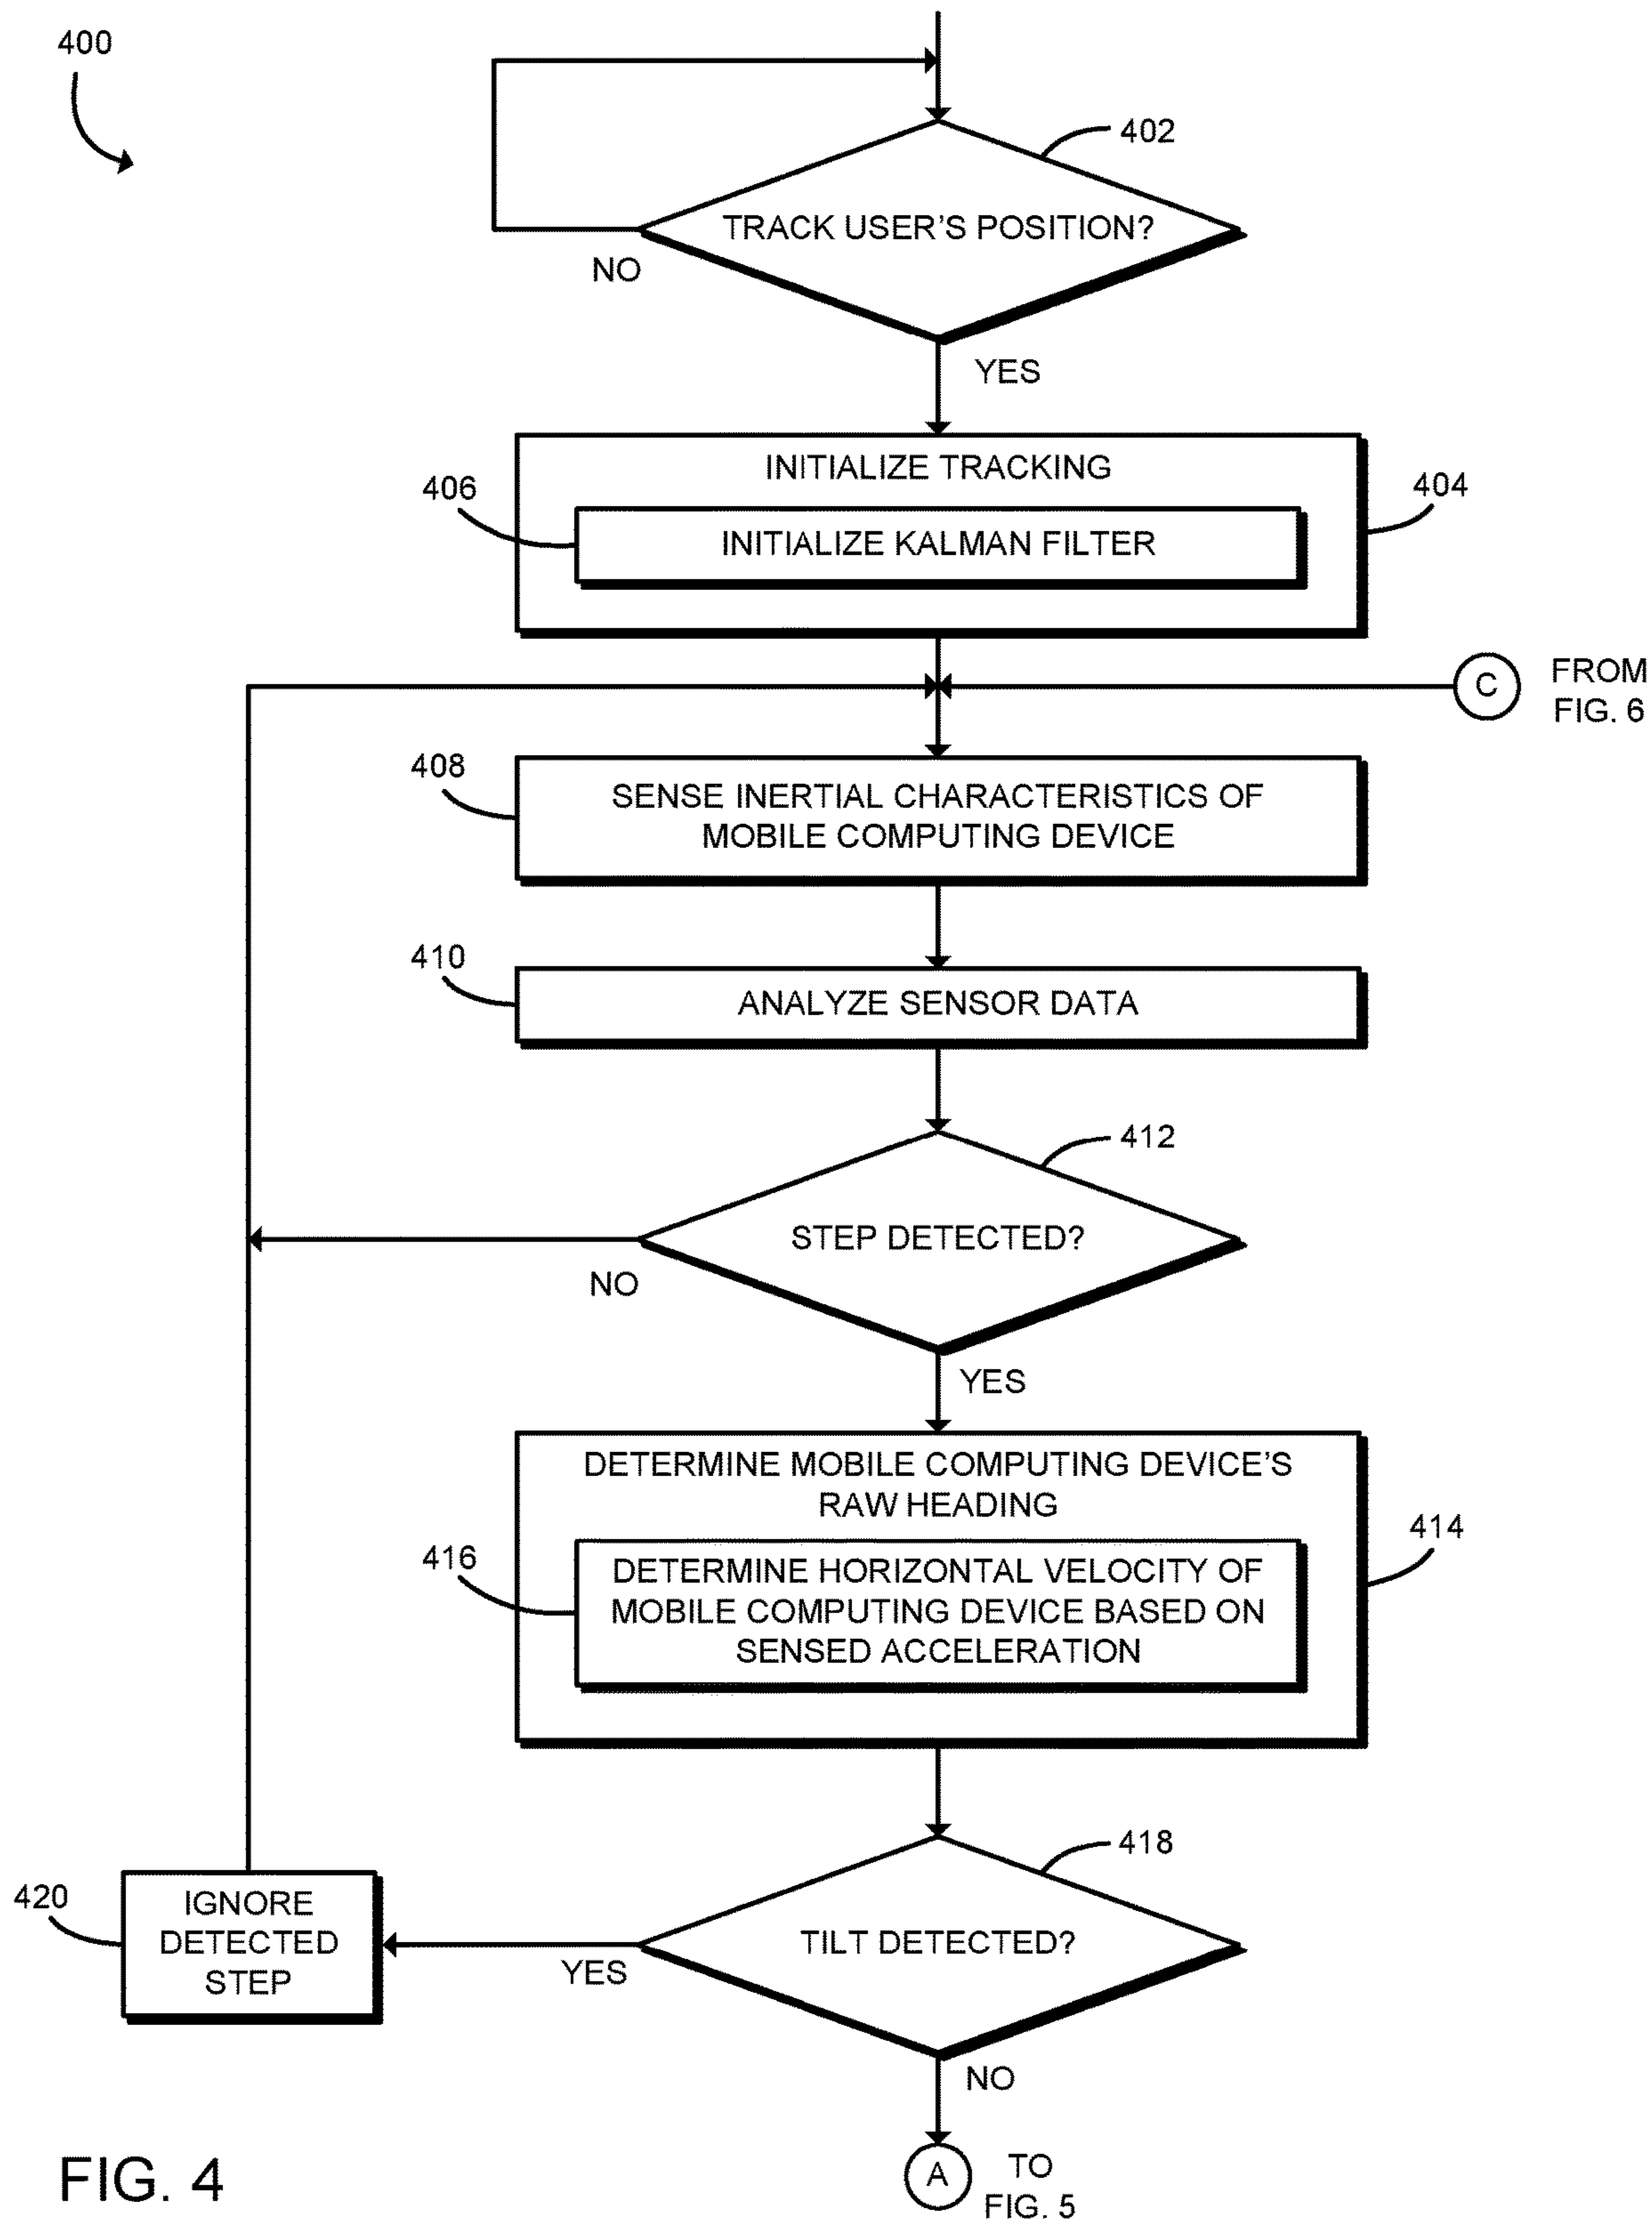 400
402
TRACK USER'S POSITION?
NO
YES
INITIALIZE TRACKING
406
404
INITIALIZE KALMAN FILTER
C
FROM
FIG. 6
408
SENSE INERTIAL CHARACTERISTICS OF
MOBILE COMPUTING DEVICE
410
ANALYZE SENSOR DATA
412
STEP DETECTED?
NO
YES
DETERMINE MOBILE COMPUTING DEVICE'S
RAW HEADING
414
416
DETERMINE HORIZONTAL VELOCITY OF
MOBILE COMPUTING DEVICE BASED ON
SENSED ACCELERATION
418
420
IGNORE
DETECTED
STEP
TILT DETECTED?
YES
NO
A
TO
FIG. 5
FIG. 4